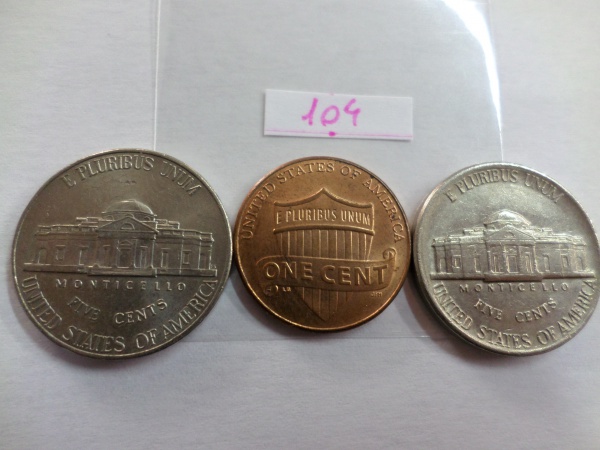 104
E PLURIBUS UNUM
MONTICELLO
FIVE CENTS
UNITED STATES OF AMERICA
UNITED STATES OF AMERICA
E PLURIBUS UNUM
ONE CENT
E PLURIBUS UNUM
MONTICELLO
FIVE CENTS
UNITED STATES OF AMERICA